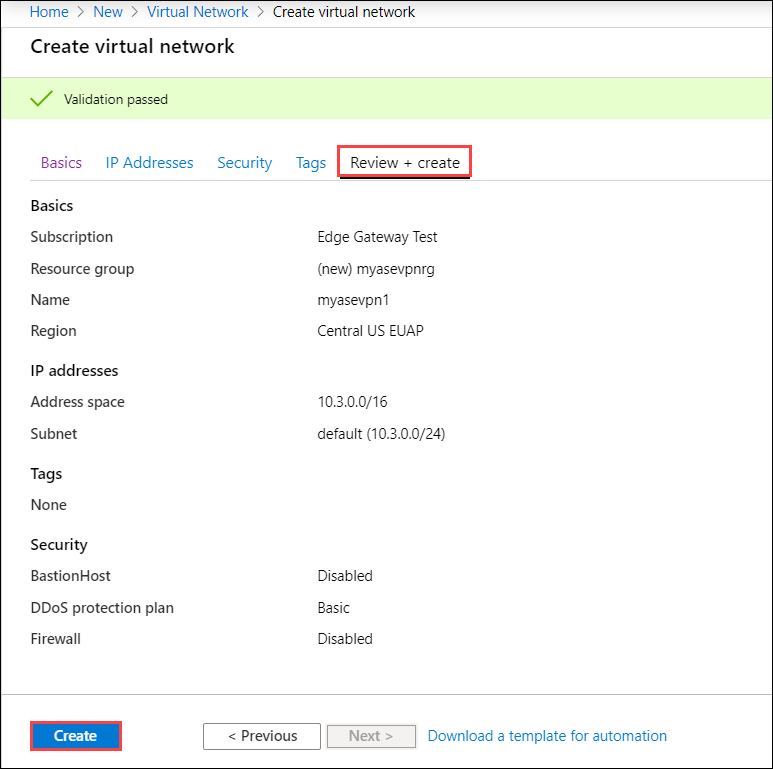 Home > New > Virtual Network > Create virtual network
Create virtual network
Validation passed
Basics IP Addresses Security Tags Review + create
Basics
Subscription Edge Gateway Test
Resource group (new) myasevpnrg
Name myasevpn1
Region Central US EUAP
IP addresses
Address space 10.3.0.0/16
Subnet default (10.3.0.0/24)
Tags
None
Security
BastionHost Disabled
DDoS protection plan Basic
Firewall Disabled
Create < Previous Next > Download a template for automation